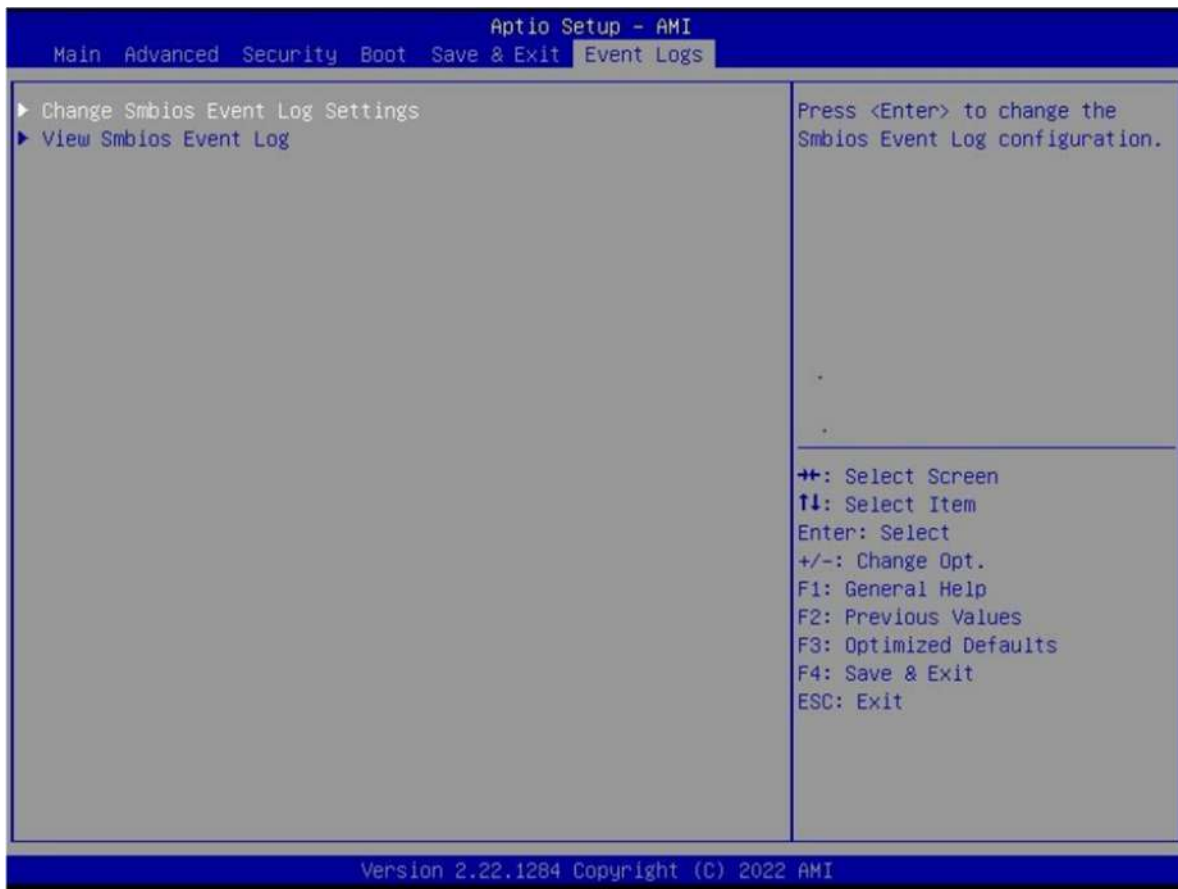 Aptio Setup – AMI
Main Advanced Security Boot Save & Exit Event Logs
▶ Change Smbios Event Log Settings
▶ View Smbios Event Log
Press <Enter> to change the
Smbios Event Log configuration.
→←: Select Screen
↑↓: Select Item
Enter: Select
+/-: Change Opt.
F1: General Help
F2: Previous Values
F3: Optimized Defaults
F4: Save & Exit
ESC: Exit
Version 2.22.1284 Copyright (C) 2022 AMI